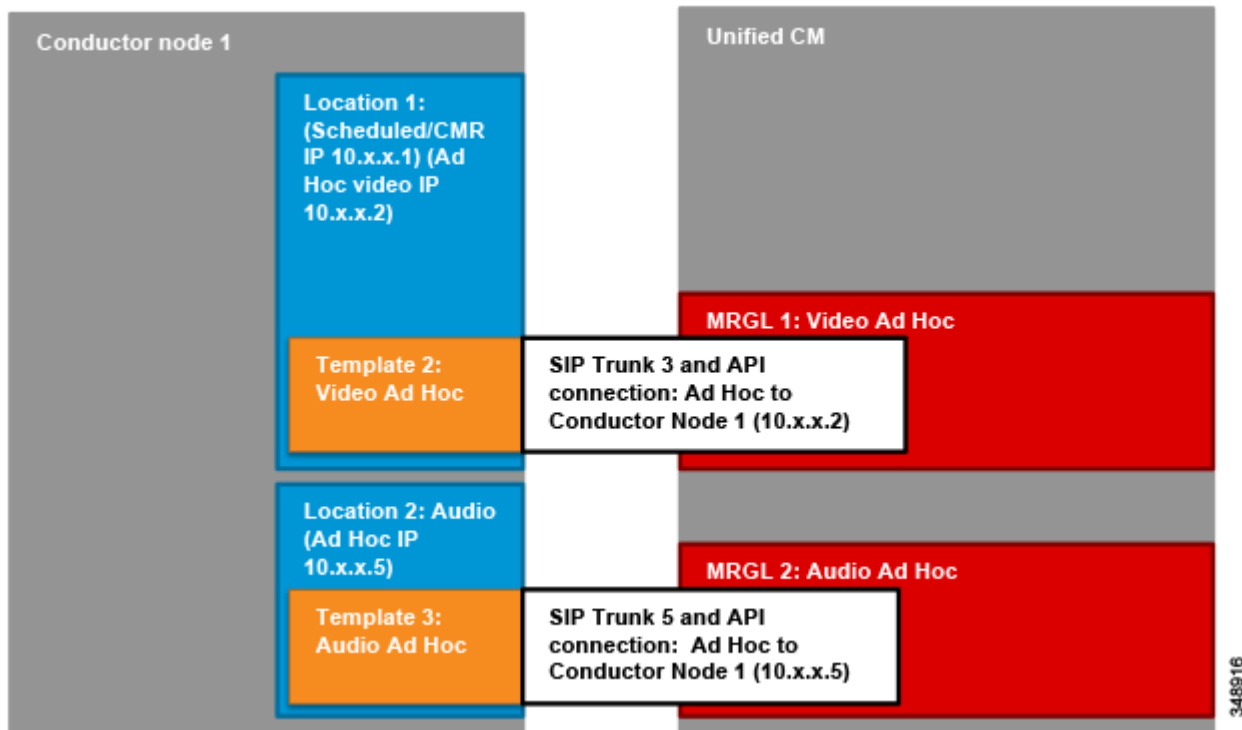 Conductor node 1
Location 1:
(Scheduled/CMR
IP 10.x.x.1) (Ad
Hoc video IP
10.x.x.2)
Template 2:
Video Ad Hoc
Location 2: Audio
(Ad Hoc IP
10.x.x.5)
Template 3:
Audio Ad Hoc
SIP Trunk 3 and API
connection: Ad Hoc to
Conductor Node 1 (10.x.x.2)
SIP Trunk 5 and API
connection:  Ad Hoc to
Conductor Node 1 (10.x.x.5)
Unified CM
MRGL 1: Video Ad Hoc
MRGL 2: Audio Ad Hoc
348916